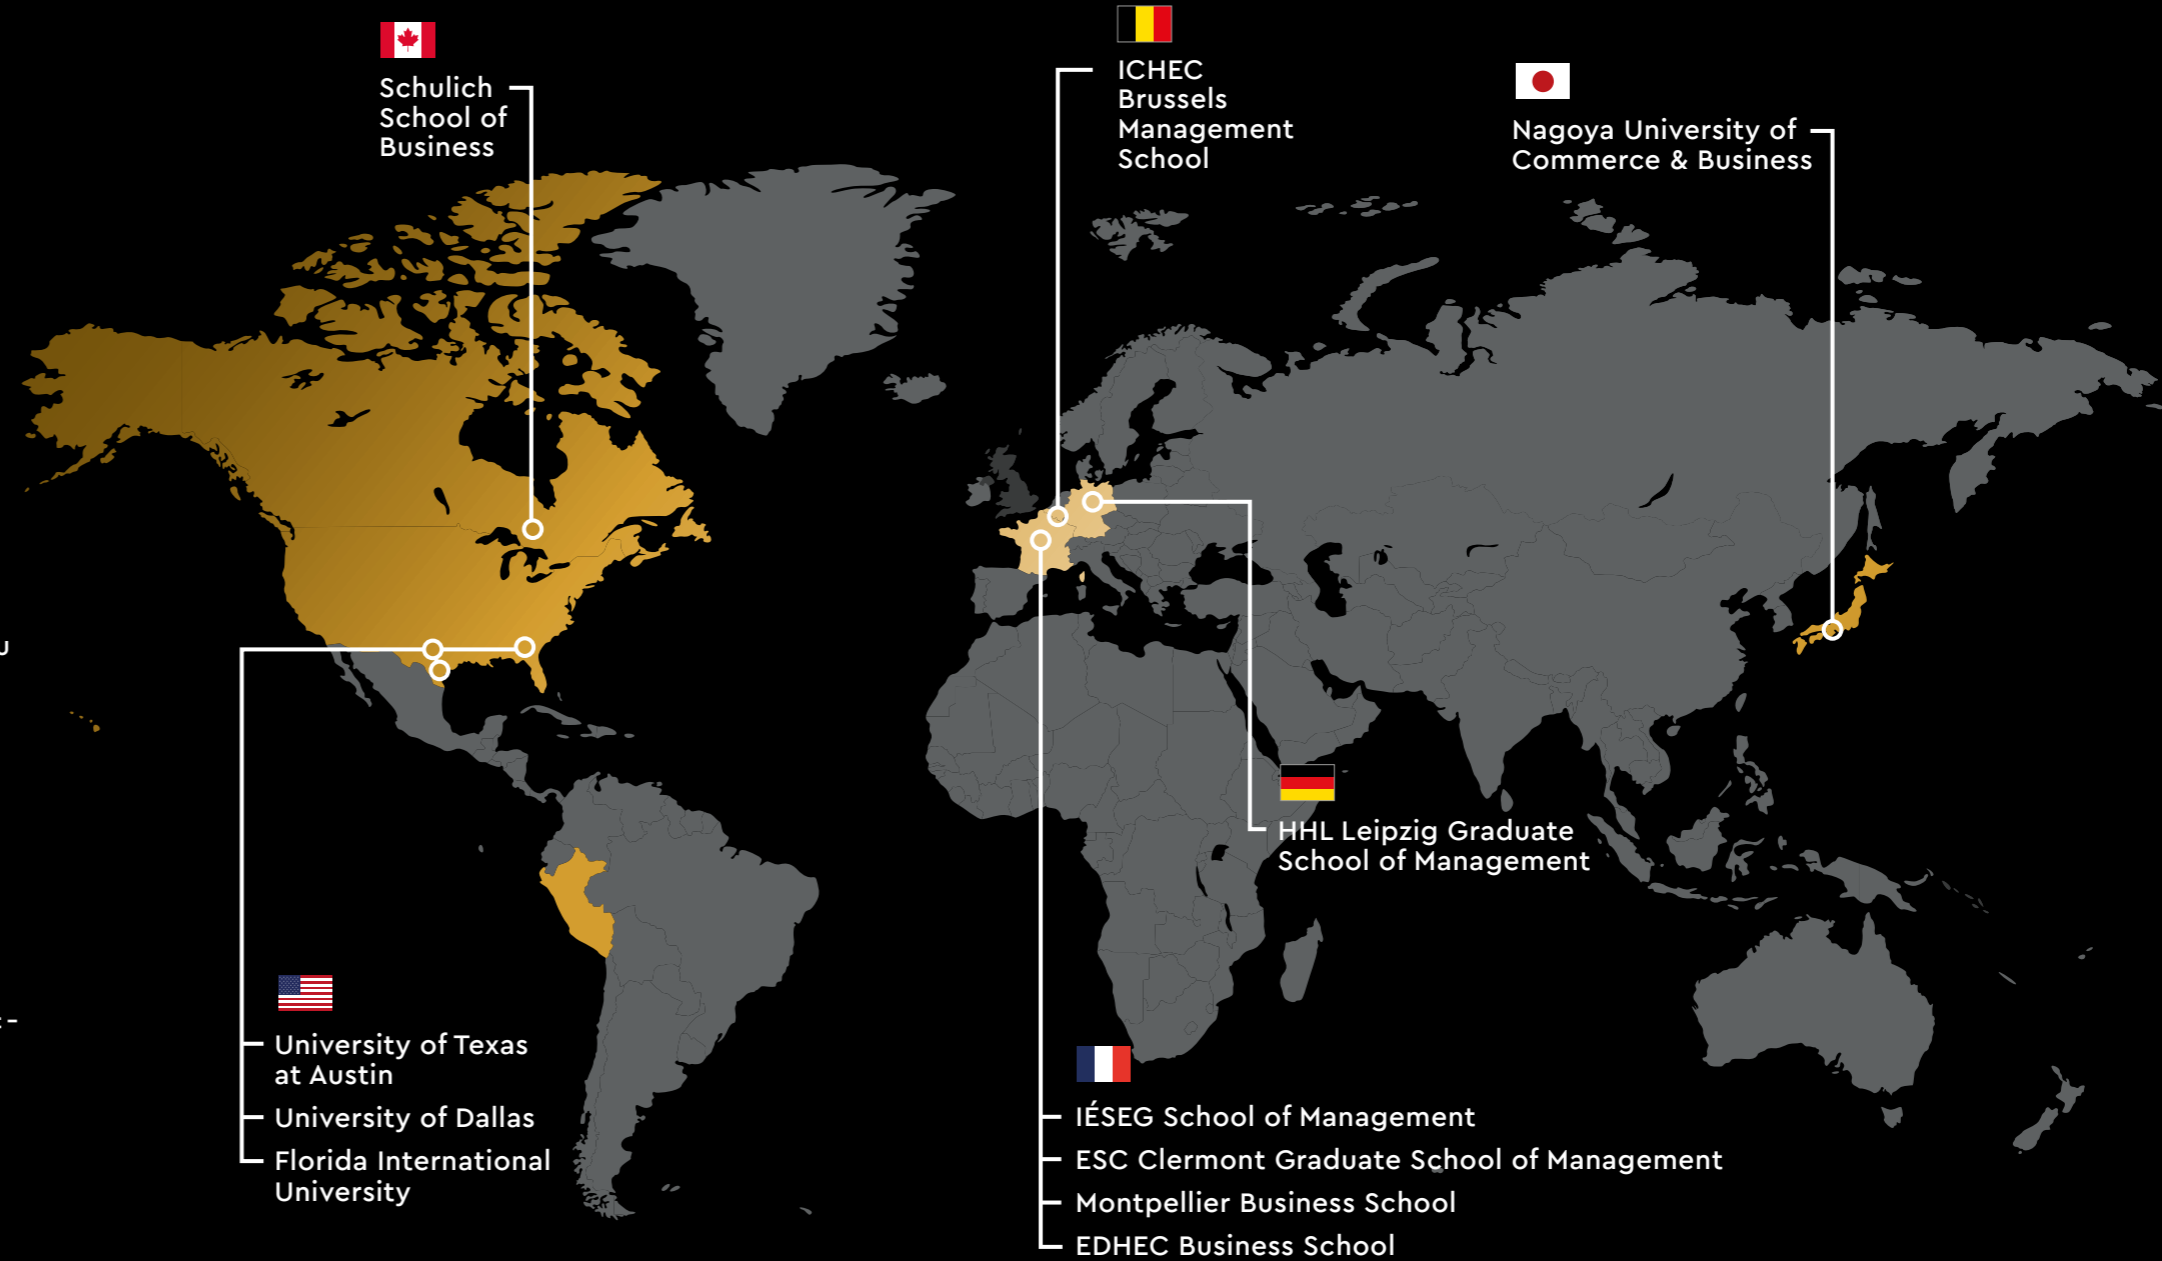 Schulich
School of
Business
ICHEC
Brussels
Management
School
Nagoya University of
Commerce & Business
u
HHL Leipzig Graduate
School of Management
-
University of Texas
at Austin
University of Dallas
Florida International
University
IÉSEG School of Management
ESC Clermont Graduate School of Management
Montpellier Business School
EDHEC Business School